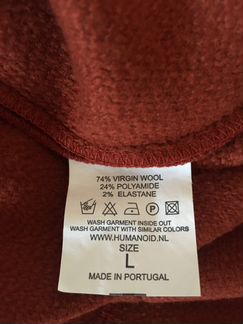 74% VIRGIN WOOL
24% POLYAMIDE
2% ELASTANE
WASH GARMENT INSIDE OUT
WASH GARMENT WITH SIMILAR COLORS
WWW.HUMANOID.NL
SIZE
L
MADE IN PORTUGAL